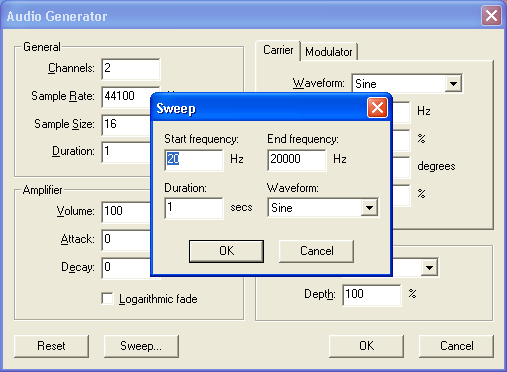 Audio Generator
General
Channels: 2
Sample Rate: 44100
Sample Size: 16
Duration: 1
Amplifier
Volume: 100
Attack: 0
Decay: 0
Logarithmic fade
Carrier Modulator
Waveform: Sine
Hz
%
degrees
%
Sweep
Start frequency: End frequency:
20 Hz 20000 Hz
Duration: Waveform:
1 secs Sine
OK Cancel
Depth: 100 %
Reset Sweep... OK Cancel